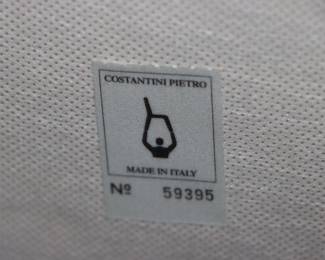 COSTANTINI PIETRO
MADE IN ITALY
Nº 59395